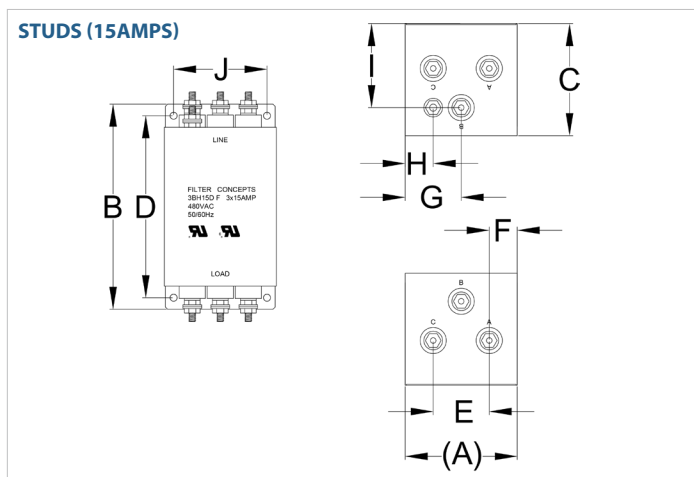 STUDS (15AMPS)
J
B
D
LINE
FILTER CONCEPTS
3BH15D F 3x15AMP
480VAC
50/60Hz
LOAD
I
C
C
A
B
H
G
F
B
C
A
E
(A)